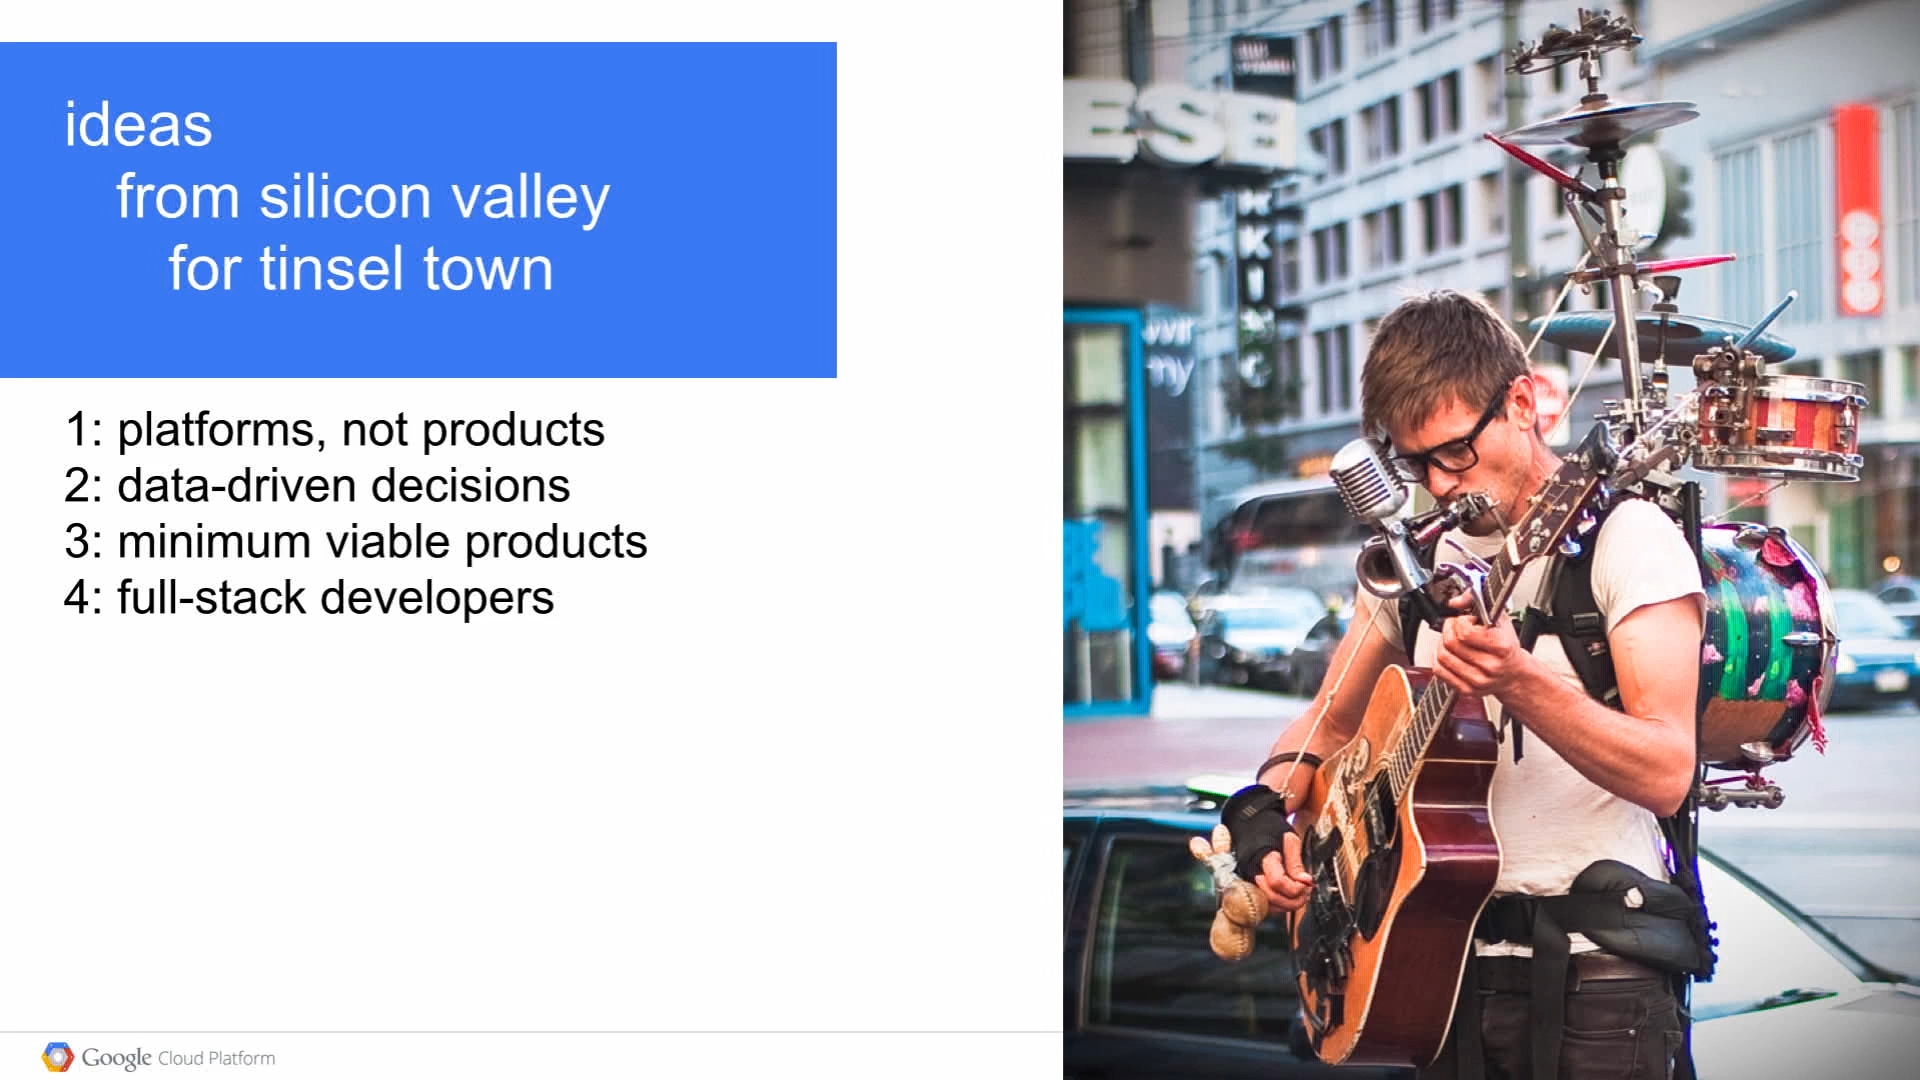 ideas
from silicon valley
for tinsel town
1: platforms, not products
2: data-driven decisions
3: minimum viable products
4: full-stack developers
Google Cloud Platform
ESE